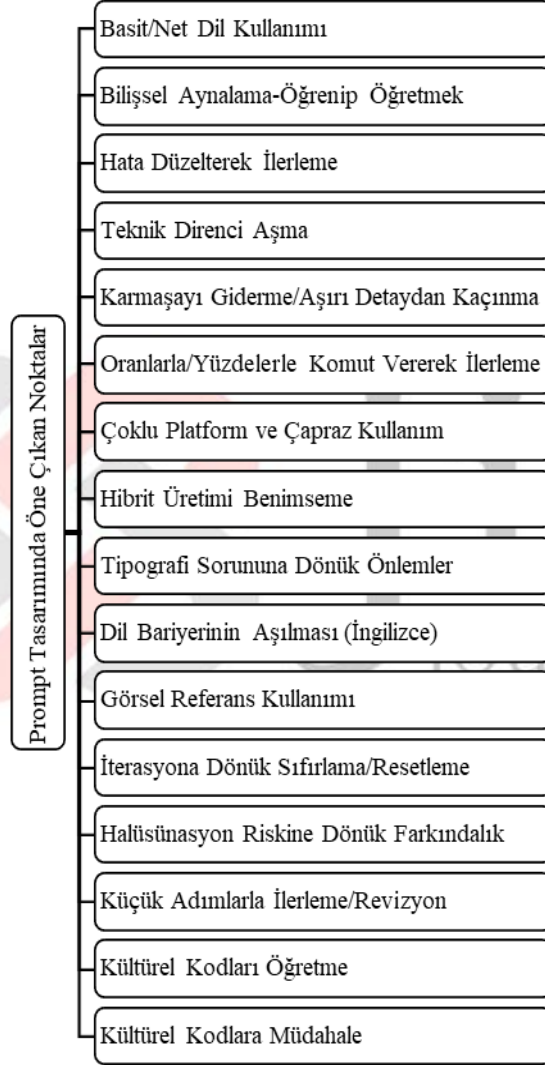 Prompt Tasarımında Öne Çıkan Noktalar
Basit/Net Dil Kullanımı
Bilişsel Aynalama-Öğrenip Öğretmek
Hata Düzelterek İlerleme
Teknik Direnci Aşma
Karmaşayı Giderme/Aşırı Detaydan Kaçınma
Oranlarla/Yüzdelerle Komut Vererek İlerleme
Çoklu Platform ve Çapraz Kullanım
Hibrit Üretimi Benimseme
Tipografi Sorununa Dönük Önlemler
Dil Bariyerinin Aşılması (İngilizce)
Görsel Referans Kullanımı
İterasyona Dönük Sıfırlama/Resetleme
Halüsünasyon Riskine Dönük Farkındalık
Küçük Adımlarla İlerleme/Revizyon
Kültürel Kodları Öğretme
Kültürel Kodlara Müdahale